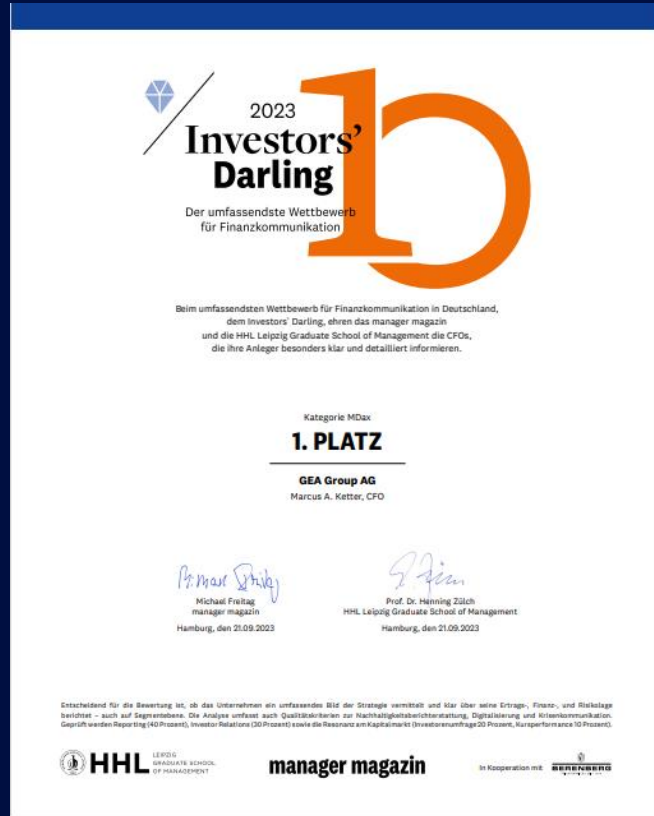 2023
Investors'
Darling
10
Der umfassendste Wettbewerb
für Finanzkommunikation
Beim umfassendsten Wettbewerb für Finanzkommunikation in Deutschland,
dem Investors` Darling, ehren das manager magazin
und die HHL Leipzig Graduate School of Management die CFOs,
die ihre Anleger besonders klar und detailliert informieren.
Kategorie MDax
1. PLATZ
GEA Group AG
Marcus A. Ketter, CFO
Michael Freitag
manager magazin
Hamburg, den 21.09.2023
Prof. Dr. Henning Zülch
HHL Leipzig Graduate School of Management
Hamburg, den 21.09.2023
Entscheidend für die Bewertung ist, ob das Unternehmen ein umfassendes Bild der Strategie vermittelt und klar über seine Ertrags-, Finanz-, und Risikolage
berichtet – auch auf Segmentebene. Die Analyse umfasst auch Qualitätskriterien zur Nachhaltigkeitsberichterstattung, Digitalisierung und Krisenkommunikation.
Geprüft werden Reporting (40 Prozent), Investor Relations (30 Prozent) sowie die Resonanz am Kapitalmarkt (Investorenumfrage 20 Prozent, Kursperformance 10 Prozent).
HHL
LEIPZIG
GRADUATE SCHOOL
OF MANAGEMENT
manager magazin
In Kooperation mit
BERENBERG